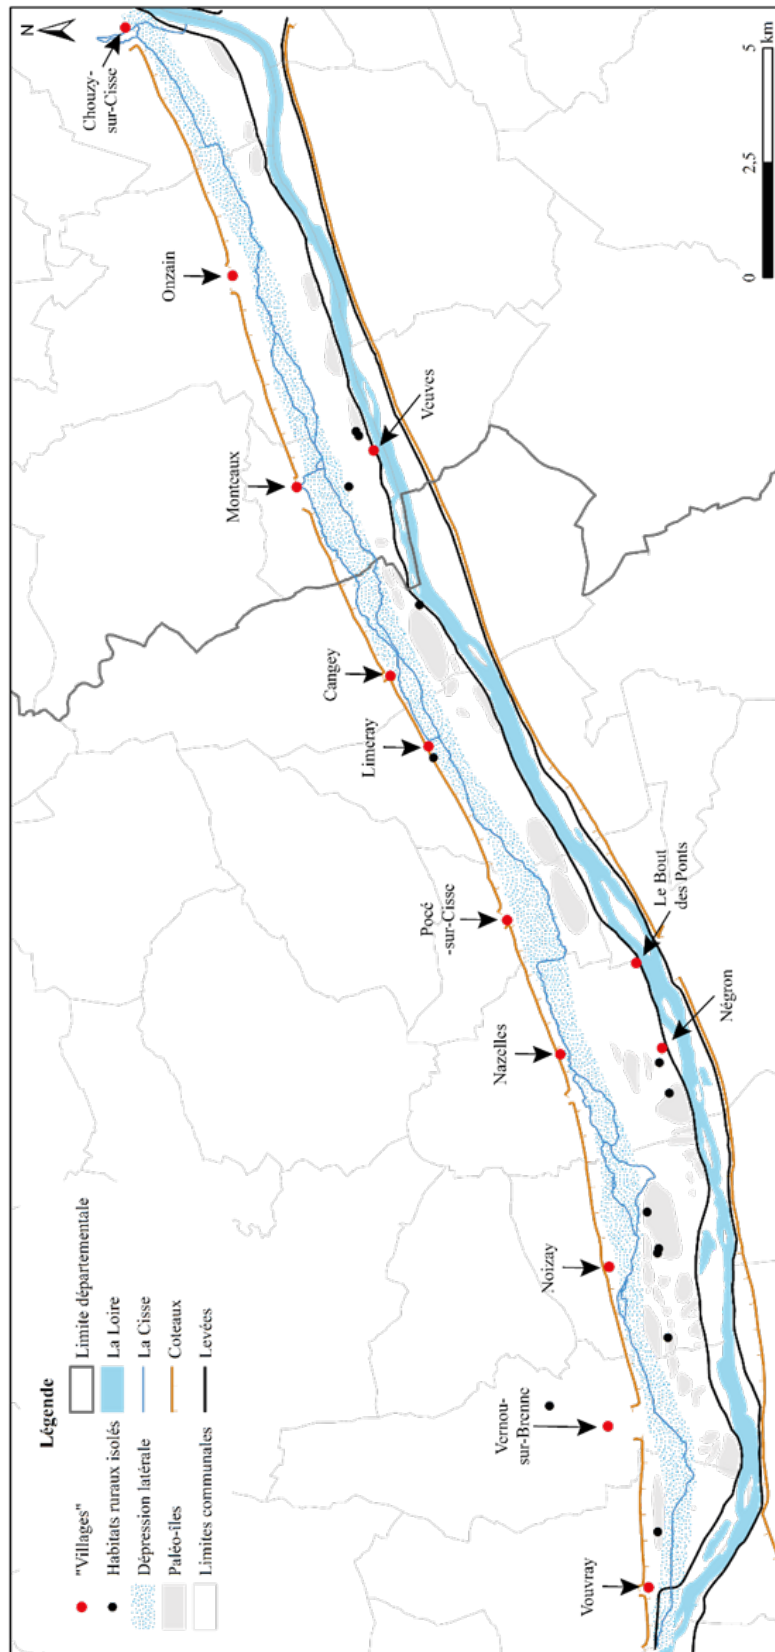 Légende
"Villages"
Habitats ruraux isolés
Dépression latérale
Paléo-îles
Limites communales
Limite départementale
La Loire
La Cisse
Coteaux
Levées
Vouvray
Vernou-
sur-Brenne
Noizay
Nazelles
Négron
Pocé
-sur-Cisse
Le Bout
des Ponts
Limeray
Cangey
Monteaux
Veuves
Onzain
Chouzy-
sur-Cisse
N
0
2,5
5
km